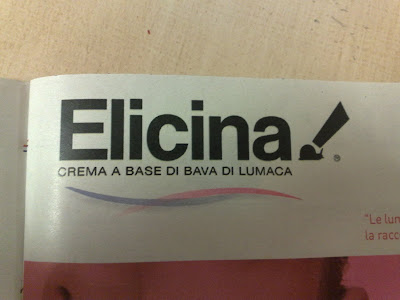 Elicina!®
CREMA A BASE DI BAVA DI LUMACA
"Le lum
la racc